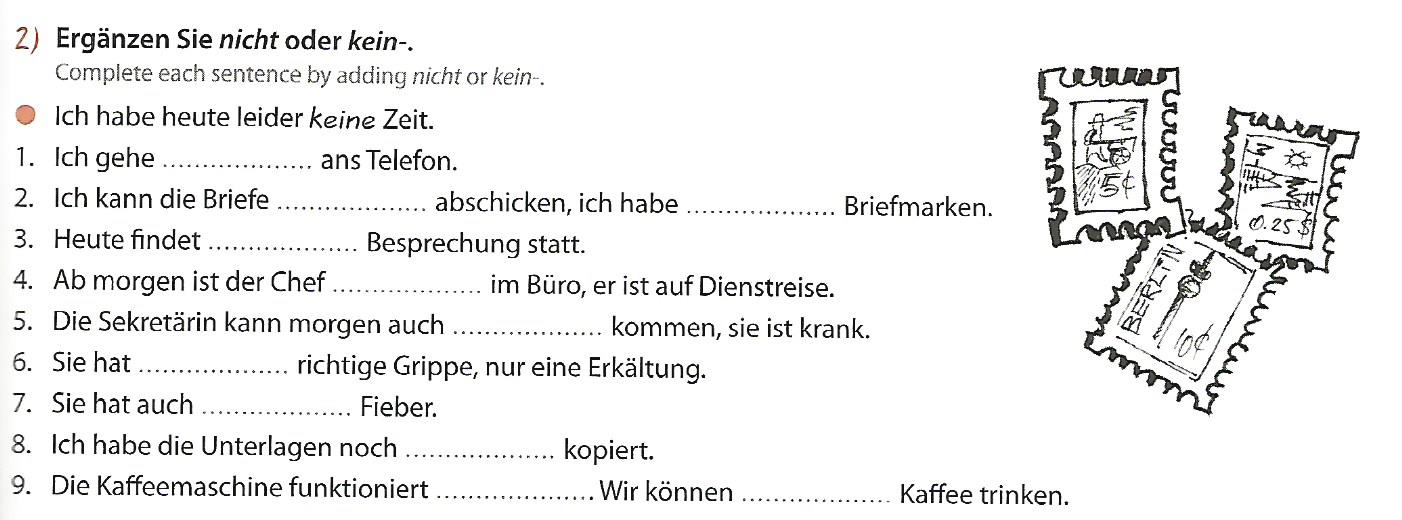 2) Ergänzen Sie nicht oder kein-.
Complete each sentence by adding nicht or kein-.
Ich habe heute leider keine Zeit.
1. Ich gehe ................... ans Telefon.
2. Ich kann die Briefe ................... abschicken, ich habe ................... Briefmarken.
3. Heute findet ................... Besprechung statt.
4. Ab morgen ist der Chef ................... im Büro, er ist auf Dienstreise.
5. Die Sekretärin kann morgen auch ................... kommen, sie ist krank.
6. Sie hat ................... richtige Grippe, nur eine Erkältung.
7. Sie hat auch ................... Fieber.
8. Ich habe die Unterlagen noch ................... kopiert.
9. Die Kaffeemaschine funktioniert ................... . Wir können ................... Kaffee trinken.
5¢
0.25 $
BERLIN
10¢